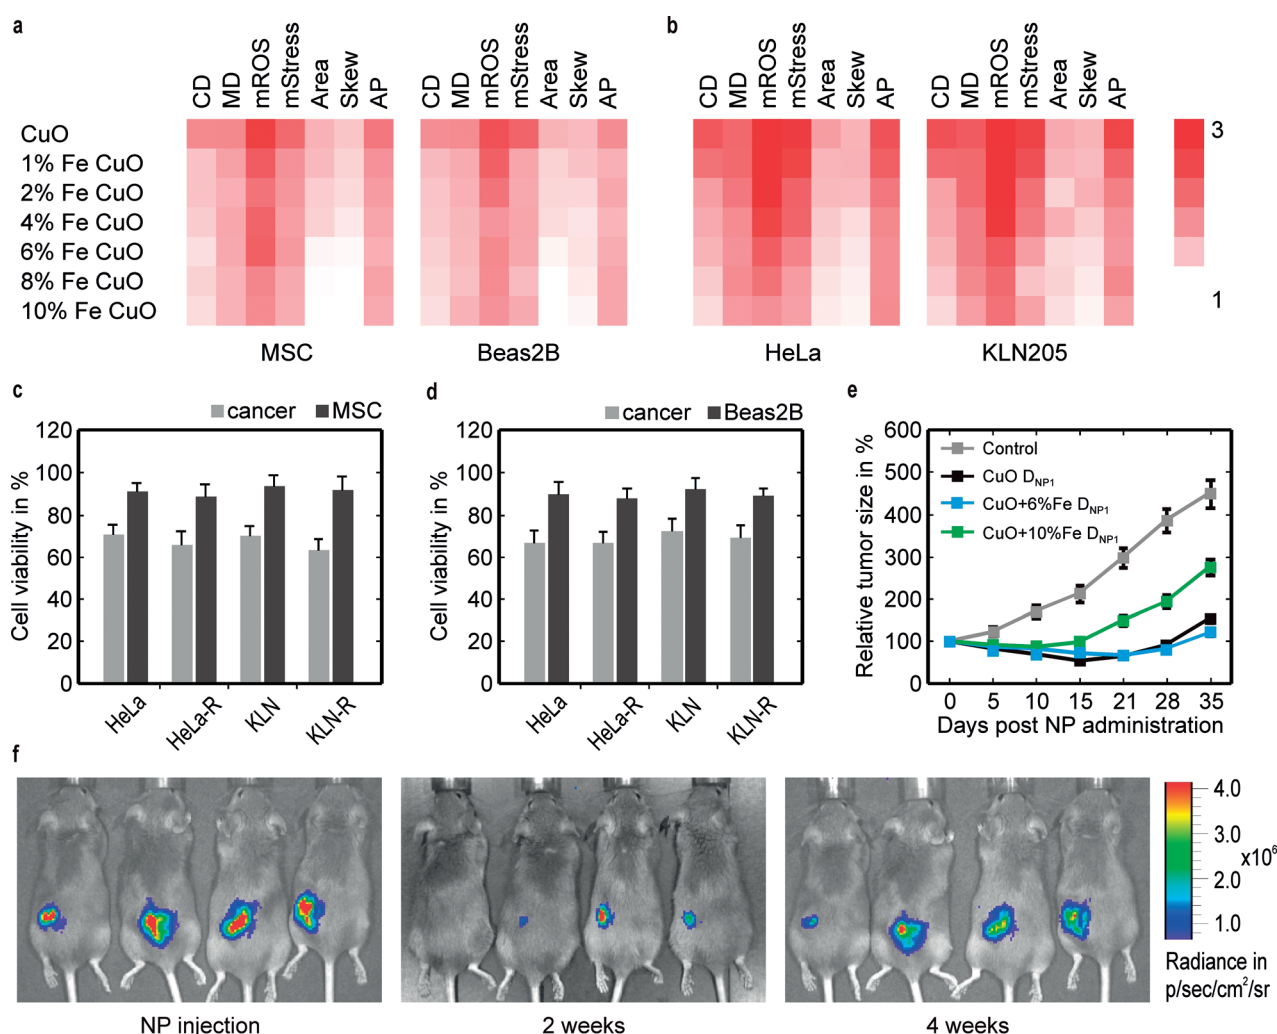 a
b
CD MD mROS mStress Area Skew AP
CD MD mROS mStress Area Skew AP
CD MD mROS mStress Area Skew AP
CD MD mROS mStress Area Skew AP
CuO
1% Fe CuO
2% Fe CuO
4% Fe CuO
6% Fe CuO
8% Fe CuO
10% Fe CuO
3
1
MSC
Beas2B
HeLa
KLN205
c
cancer MSC
Cell viability in %
120
100
80
60
40
20
0
HeLa HeLa-R KLN KLN-R
d
cancer Beas2B
Cell viability in %
120
100
80
60
40
20
0
HeLa HeLa-R KLN KLN-R
e
Relative tumor size in %
600
500
400
300
200
100
0
Control
CuO D_NP1
CuO+6%Fe D_NP1
CuO+10%Fe D_NP1
0 5 10 15 21 28 35
Days post NP administration
f
NP injection
2 weeks
4 weeks
4.0
3.0
x10⁶
2.0
1.0
Radiance in
p/sec/cm²/sr